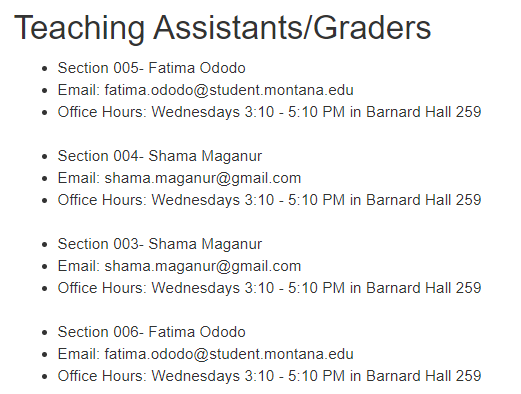 Teaching Assistants/Graders
Section 005- Fatima Ododo
Email: fatima.ododo@student.montana.edu
Office Hours: Wednesdays 3:10 - 5:10 PM in Barnard Hall 259
Section 004- Shama Maganur
Email: shama.maganur@gmail.com
Office Hours: Wednesdays 3:10 - 5:10 PM in Barnard Hall 259
Section 003- Shama Maganur
Email: shama.maganur@gmail.com
Office Hours: Wednesdays 3:10 - 5:10 PM in Barnard Hall 259
Section 006- Fatima Ododo
Email: fatima.ododo@student.montana.edu
Office Hours: Wednesdays 3:10 - 5:10 PM in Barnard Hall 259